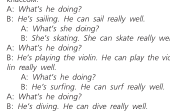 A: What's he doing?
B: He's sailing. He can sail really well.
A: What's she doing?
B: She's skating. She can skate really we
A: What's he doing?
B: He's playing the violin. He can play the vio
lin really well.
A: What's he doing?
B: He's surfing. He can surf really well.
A: What's he doing?
B: He's diving. He can dive really well.